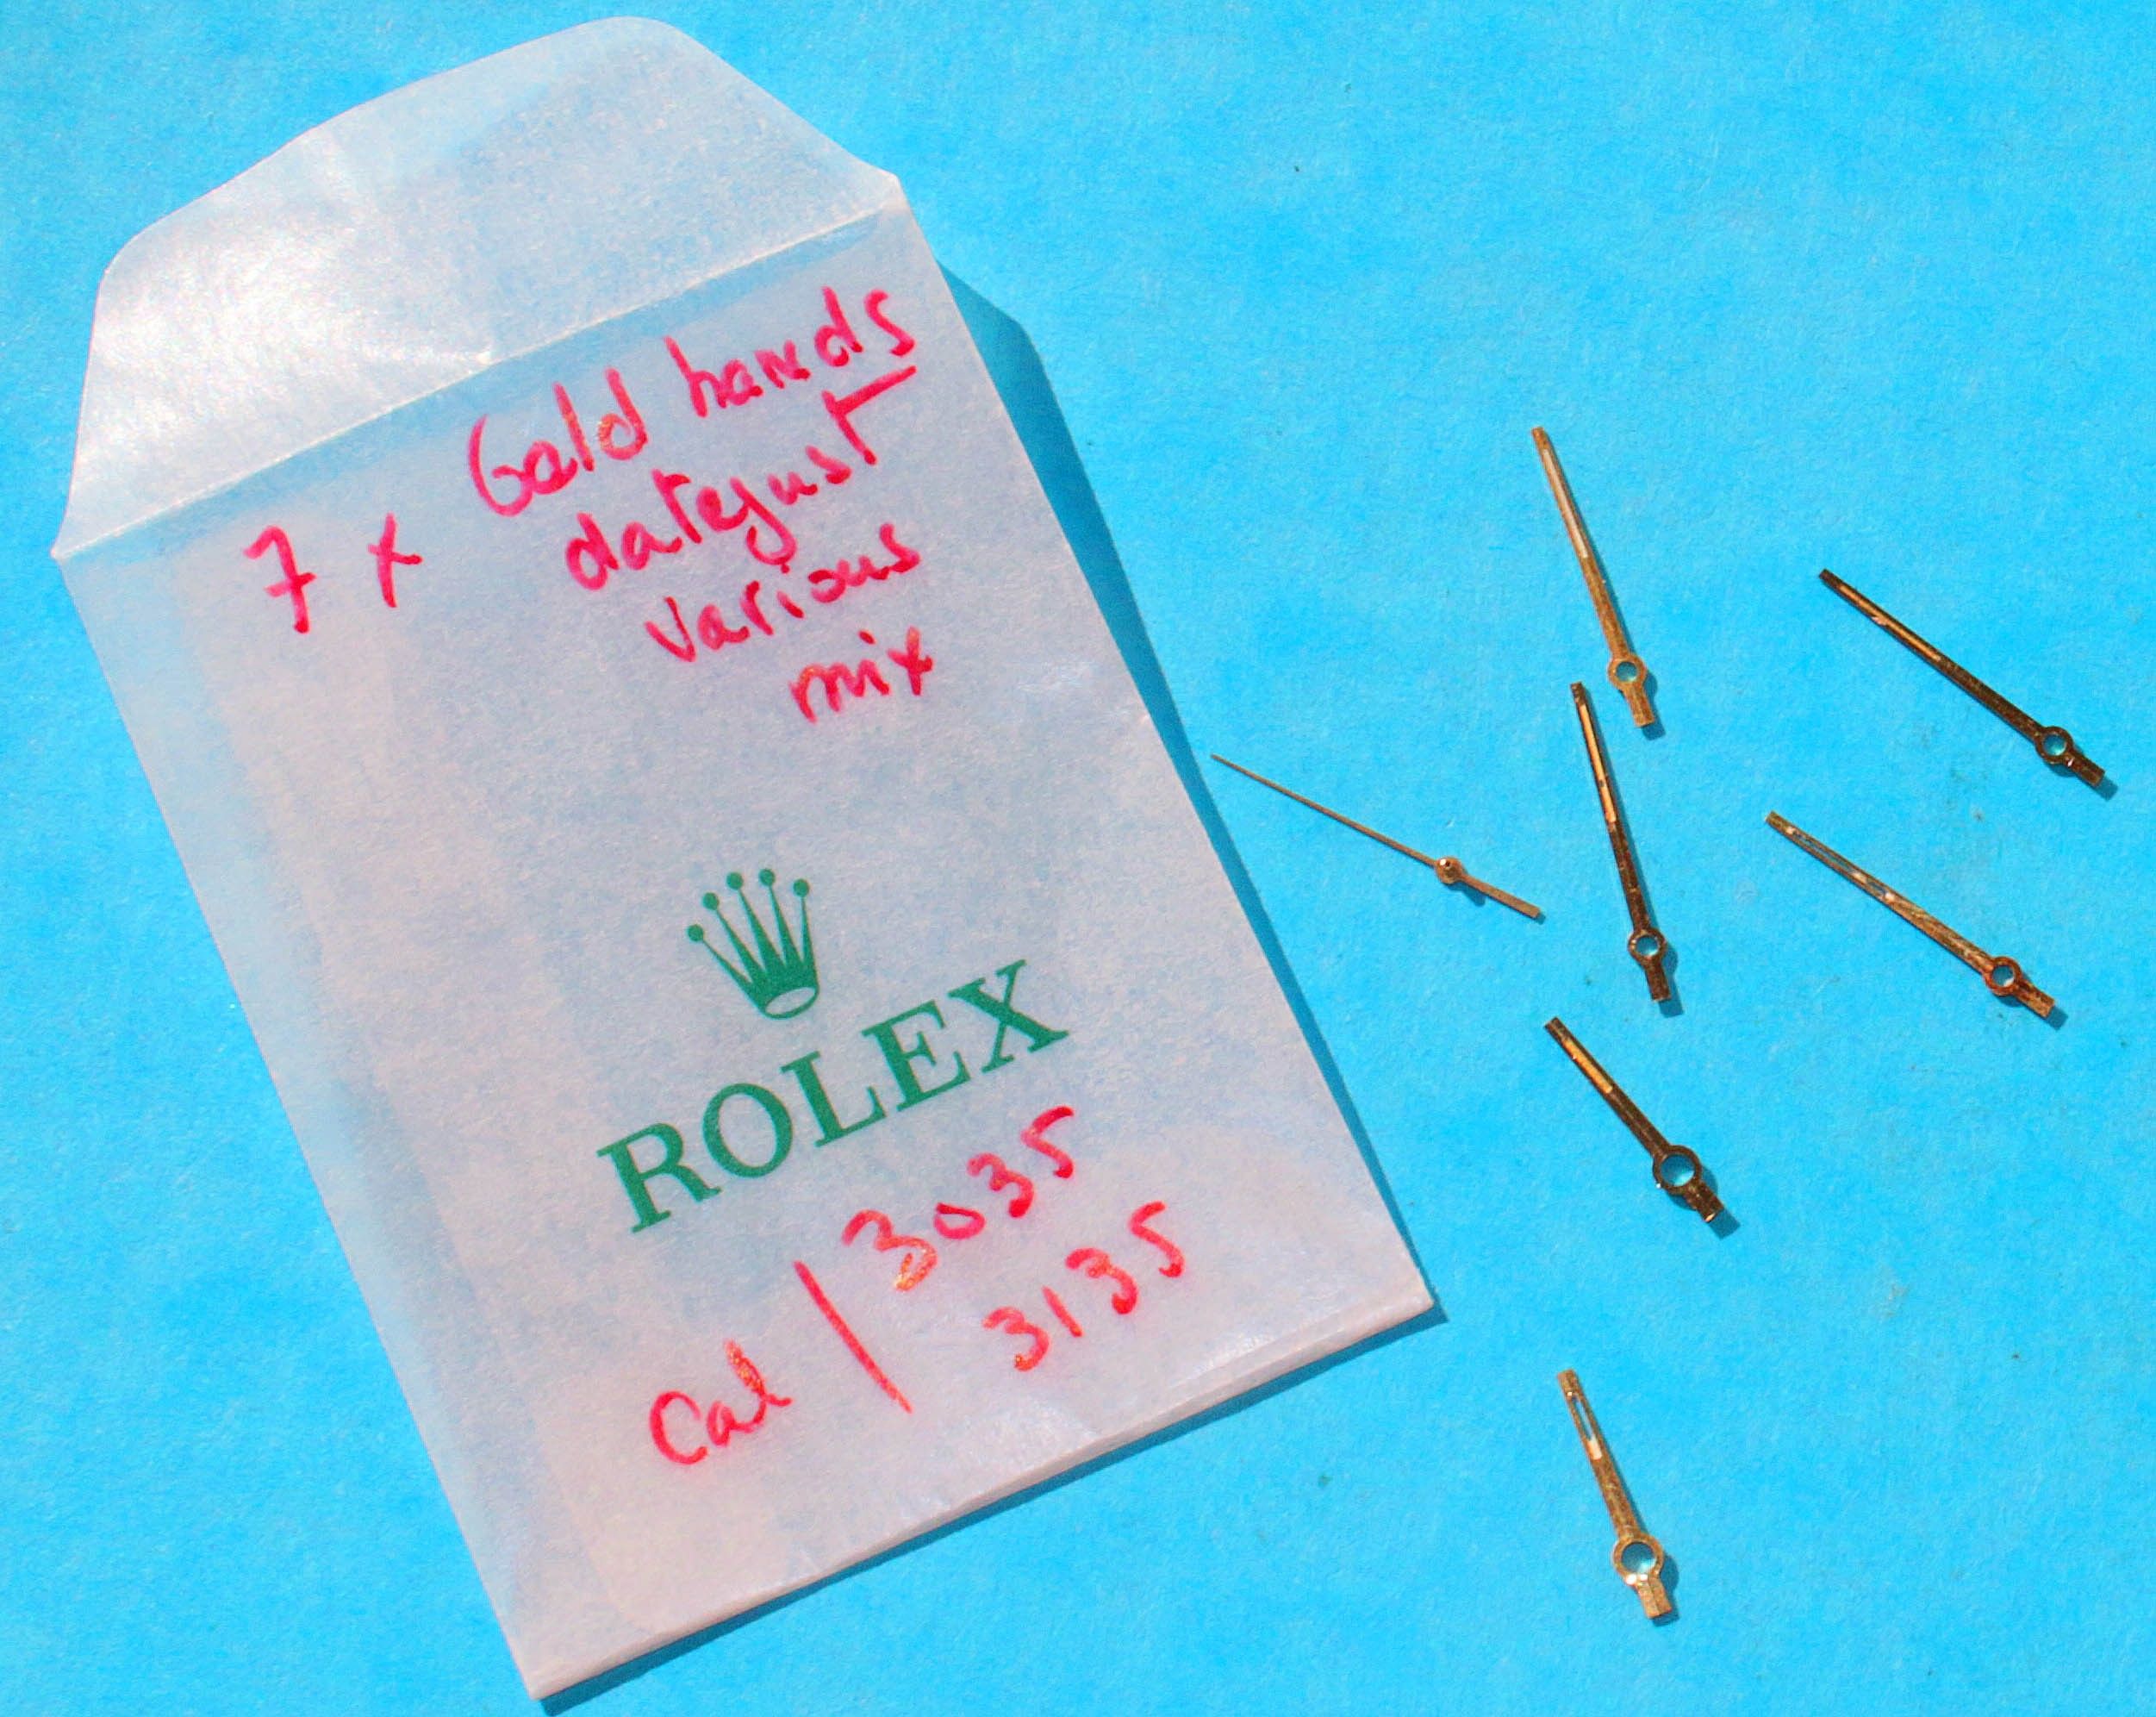 7 x Gold hands
datejust
various
mix
ROLEX
Cal / 3035
3135